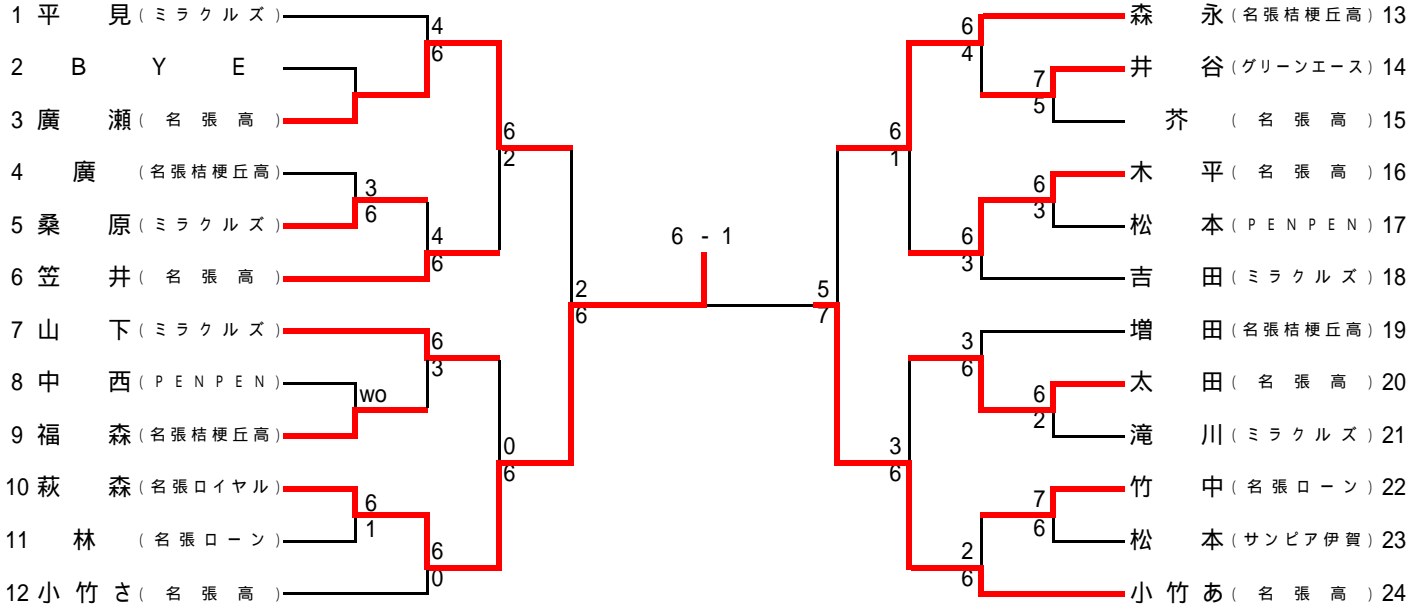 1 平 見 (ミラクルズ)
2 B Y E
3 廣 瀬 (名 張 高)
4 廣 (名張桔梗丘高)
5 桑 原 (ミラクルズ)
6 笠 井 (名 張 高)
7 山 下 (ミラクルズ)
8 中 西 (PENPEN)
9 福 森 (名張桔梗丘高)
10 萩 森 (名張ロイヤル)
11 林 (名張ローン)
12 小 竹 さ (名 張 高)
4
6
3
6
4
6
6
2
6
3
wo
6
1
6
0
0
6
2
6
6 - 1
5
7
6
1
3
6
6
4
7
5
6
3
6
3
3
6
6
2
7
6
2
6
森 永 (名張桔梗丘高) 13
井 谷 (グリーンエース) 14
芥 (名 張 高) 15
木 平 (名 張 高) 16
松 本 (PENPEN) 17
吉 田 (ミラクルズ) 18
増 田 (名張桔梗丘高) 19
太 田 (名 張 高) 20
滝 川 (ミラクルズ) 21
竹 中 (名張ローン) 22
松 本 (サンピア伊賀) 23
小 竹 あ (名 張 高) 24